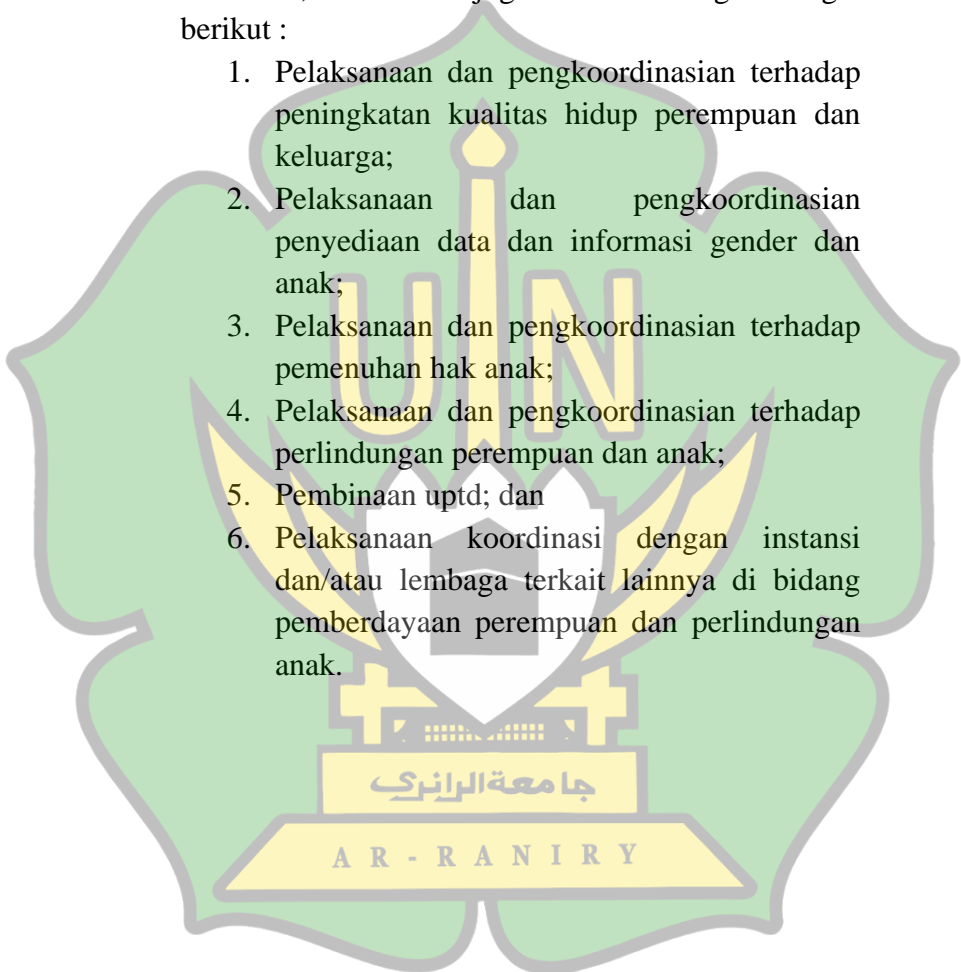 berikut :
1. Pelaksanaan dan pengkoordinasian terhadap
peningkatan kualitas hidup perempuan dan
keluarga;
2. Pelaksanaan dan pengkoordinasian
penyediaan data dan informasi gender dan
anak;
3. Pelaksanaan dan pengkoordinasian terhadap
pemenuhan hak anak;
4. Pelaksanaan dan pengkoordinasian terhadap
perlindungan perempuan dan anak;
5. Pembinaan uptd; dan
6. Pelaksanaan koordinasi dengan instansi
dan/atau lembaga terkait lainnya di bidang
pemberdayaan perempuan dan perlindungan
anak.
UIN
جامعة الرانري
AR-RANIRY